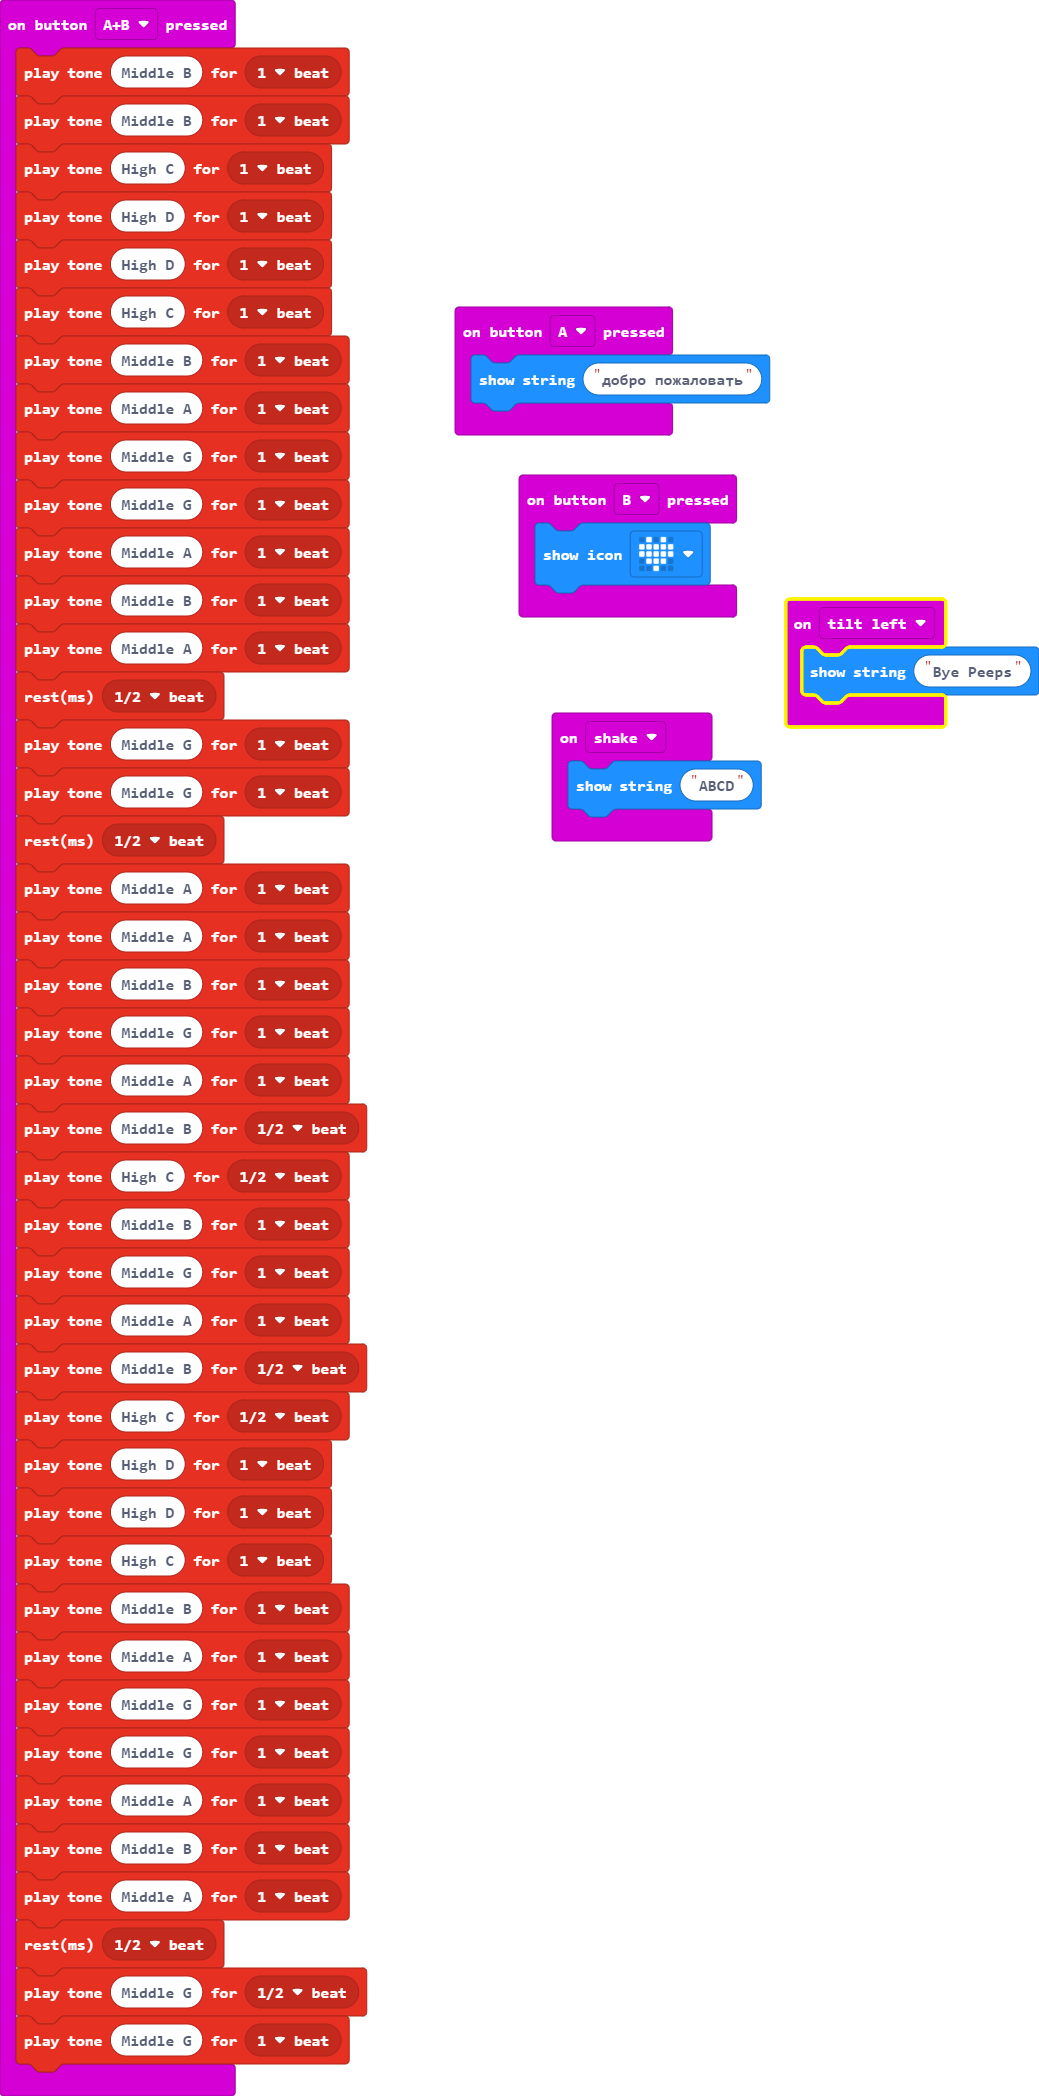 on button A+B pressed
play tone Middle B for 1 beat
play tone Middle B for 1 beat
play tone High C for 1 beat
play tone High D for 1 beat
play tone High D for 1 beat
play tone High C for 1 beat
play tone Middle B for 1 beat
play tone Middle A for 1 beat
play tone Middle G for 1 beat
play tone Middle G for 1 beat
play tone Middle A for 1 beat
play tone Middle B for 1 beat
play tone Middle A for 1 beat
rest(ms) 1/2 beat
play tone Middle G for 1 beat
play tone Middle G for 1 beat
rest(ms) 1/2 beat
play tone Middle A for 1 beat
play tone Middle A for 1 beat
play tone Middle B for 1 beat
play tone Middle G for 1 beat
play tone Middle A for 1 beat
play tone Middle B for 1/2 beat
play tone High C for 1/2 beat
play tone Middle B for 1 beat
play tone Middle G for 1 beat
play tone Middle A for 1 beat
play tone Middle B for 1/2 beat
play tone High C for 1/2 beat
play tone High D for 1 beat
play tone High D for 1 beat
play tone High C for 1 beat
play tone Middle B for 1 beat
play tone Middle A for 1 beat
play tone Middle G for 1 beat
play tone Middle G for 1 beat
play tone Middle A for 1 beat
play tone Middle B for 1 beat
play tone Middle A for 1 beat
rest(ms) 1/2 beat
play tone Middle G for 1/2 beat
play tone Middle G for 1 beat
on button A pressed
show string "добро пожаловать"
on button B pressed
show icon
on tilt left
show string "Bye Peeps"
on shake
show string "ABCD"